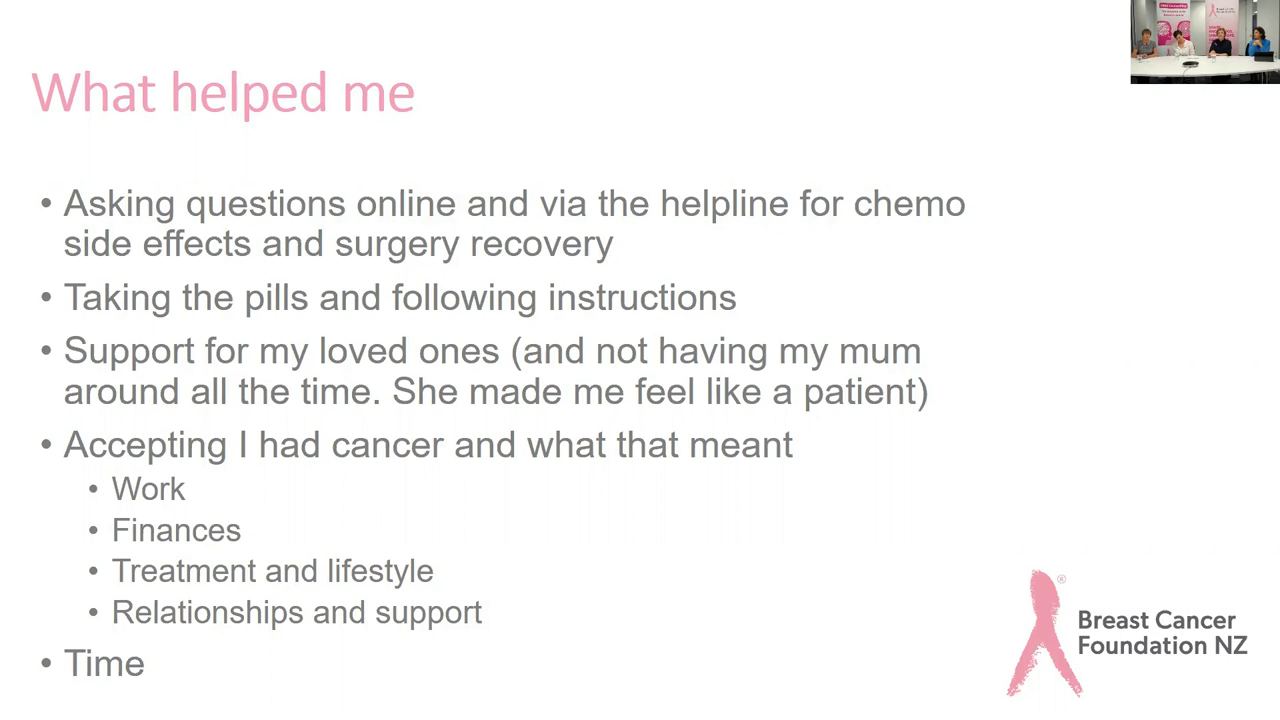 What helped me
• Asking questions online and via the helpline for chemo
side effects and surgery recovery
• Taking the pills and following instructions
• Support for my loved ones (and not having my mum
around all the time. She made me feel like a patient)
• Accepting I had cancer and what that meant
• Work
• Finances
• Treatment and lifestyle
• Relationships and support
• Time
®
Breast Cancer
Foundation NZ